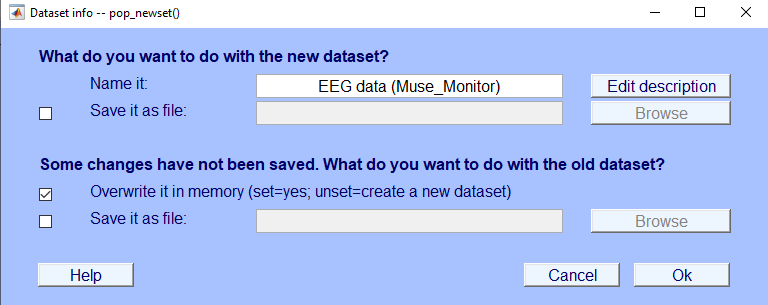 Dataset info -- pop_newset()
What do you want to do with the new dataset?
Name it: EEG data (Muse_Monitor) Edit description
Save it as file: Browse
Some changes have not been saved. What do you want to do with the old dataset?
Overwrite it in memory (set=yes; unset=create a new dataset)
Save it as file: Browse
Help Cancel Ok